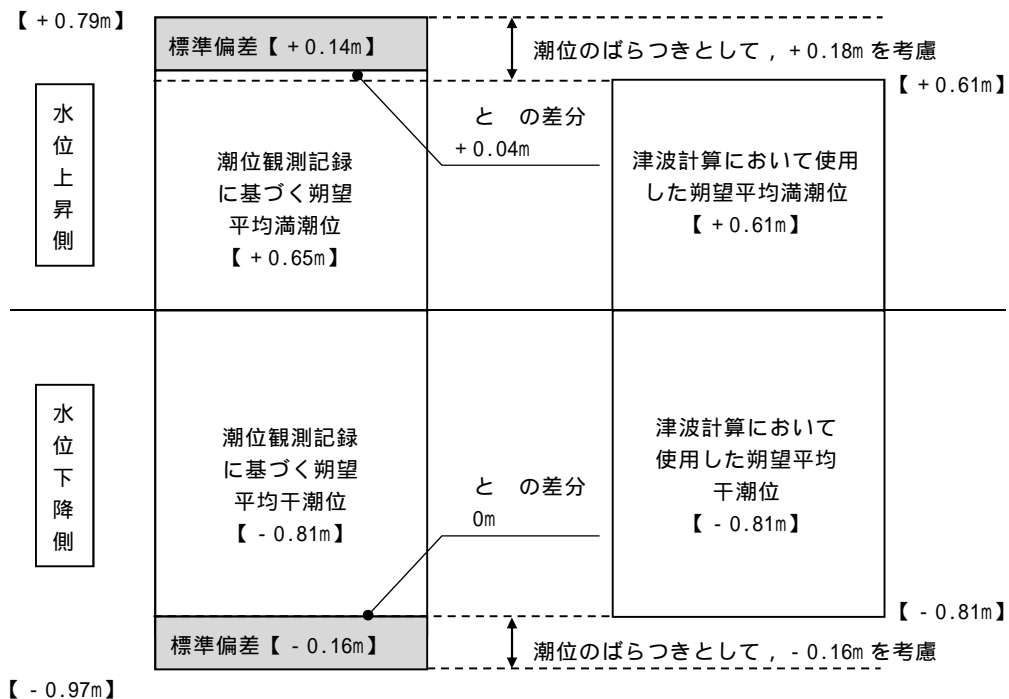 【+0.79m】
標準偏差【+0.14m】
潮位のばらつきとして，+0.18mを考慮
【+0.61m】
水位上昇側
と　の差分
+0.04m
潮位観測記録
に基づく朔望
平均満潮位
【+0.65m】
津波計算において使用
した朔望平均満潮位
【+0.61m】
水位下降側
潮位観測記録
に基づく朔望
平均干潮位
【-0.81m】
と　の差分
0m
津波計算において
使用した朔望平均
干潮位
【-0.81m】
【-0.81m】
標準偏差【-0.16m】
潮位のばらつきとして，-0.16mを考慮
【-0.97m】